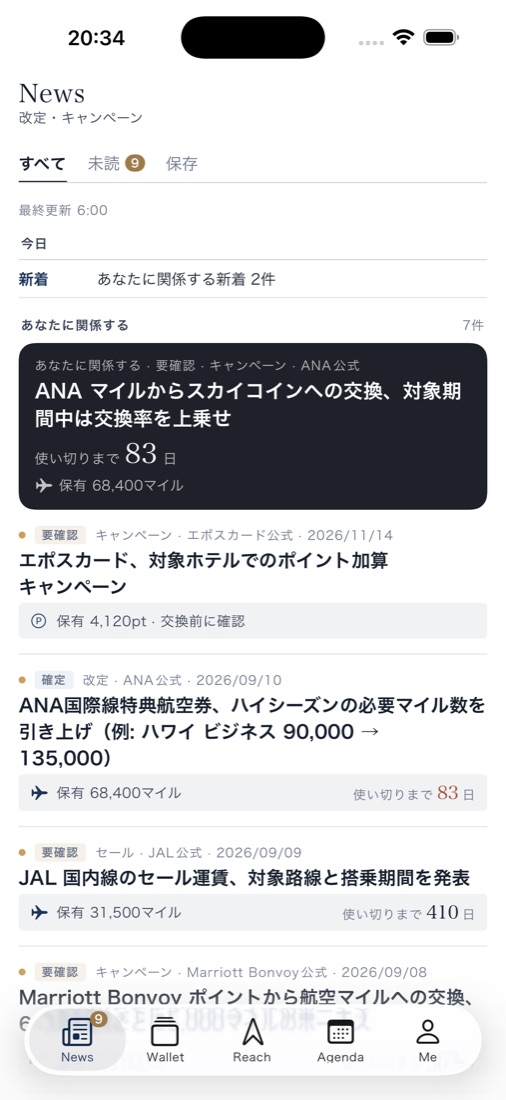 20:34
News
改定・キャンペーン
すべて 未読 9 保存
最終更新 6:00
今日
新着 あなたに関係する新着 2件
あなたに関係する 7件
あなたに関係する · 要確認 · キャンペーン · ANA公式
ANA マイルからスカイコインへの交換、対象期
間中は交換率を上乗せ
使い切りまで 83 日
保有 68,400マイル
要確認 キャンペーン · エポスカード公式 · 2026/11/14
エポスカード、対象ホテルでのポイント加算
キャンペーン
P 保有 4,120pt · 交換前に確認
確定 改定 · ANA公式 · 2026/09/10
ANA国際線特典航空券、ハイシーズンの必要マイル数を
引き上げ（例: ハワイ ビジネス 90,000 →
135,000）
保有 68,400マイル 使い切りまで 83 日
要確認 セール · JAL公式 · 2026/09/09
JAL 国内線のセール運賃、対象路線と搭乗期間を発表
保有 31,500マイル 使い切りまで 410 日
要確認 キャンペーン · Marriott Bonvoy公式 · 2026/09/08
Marriott Bonvoy ポイントから航空マイルへの交換、
9
News Wallet Reach Agenda Me